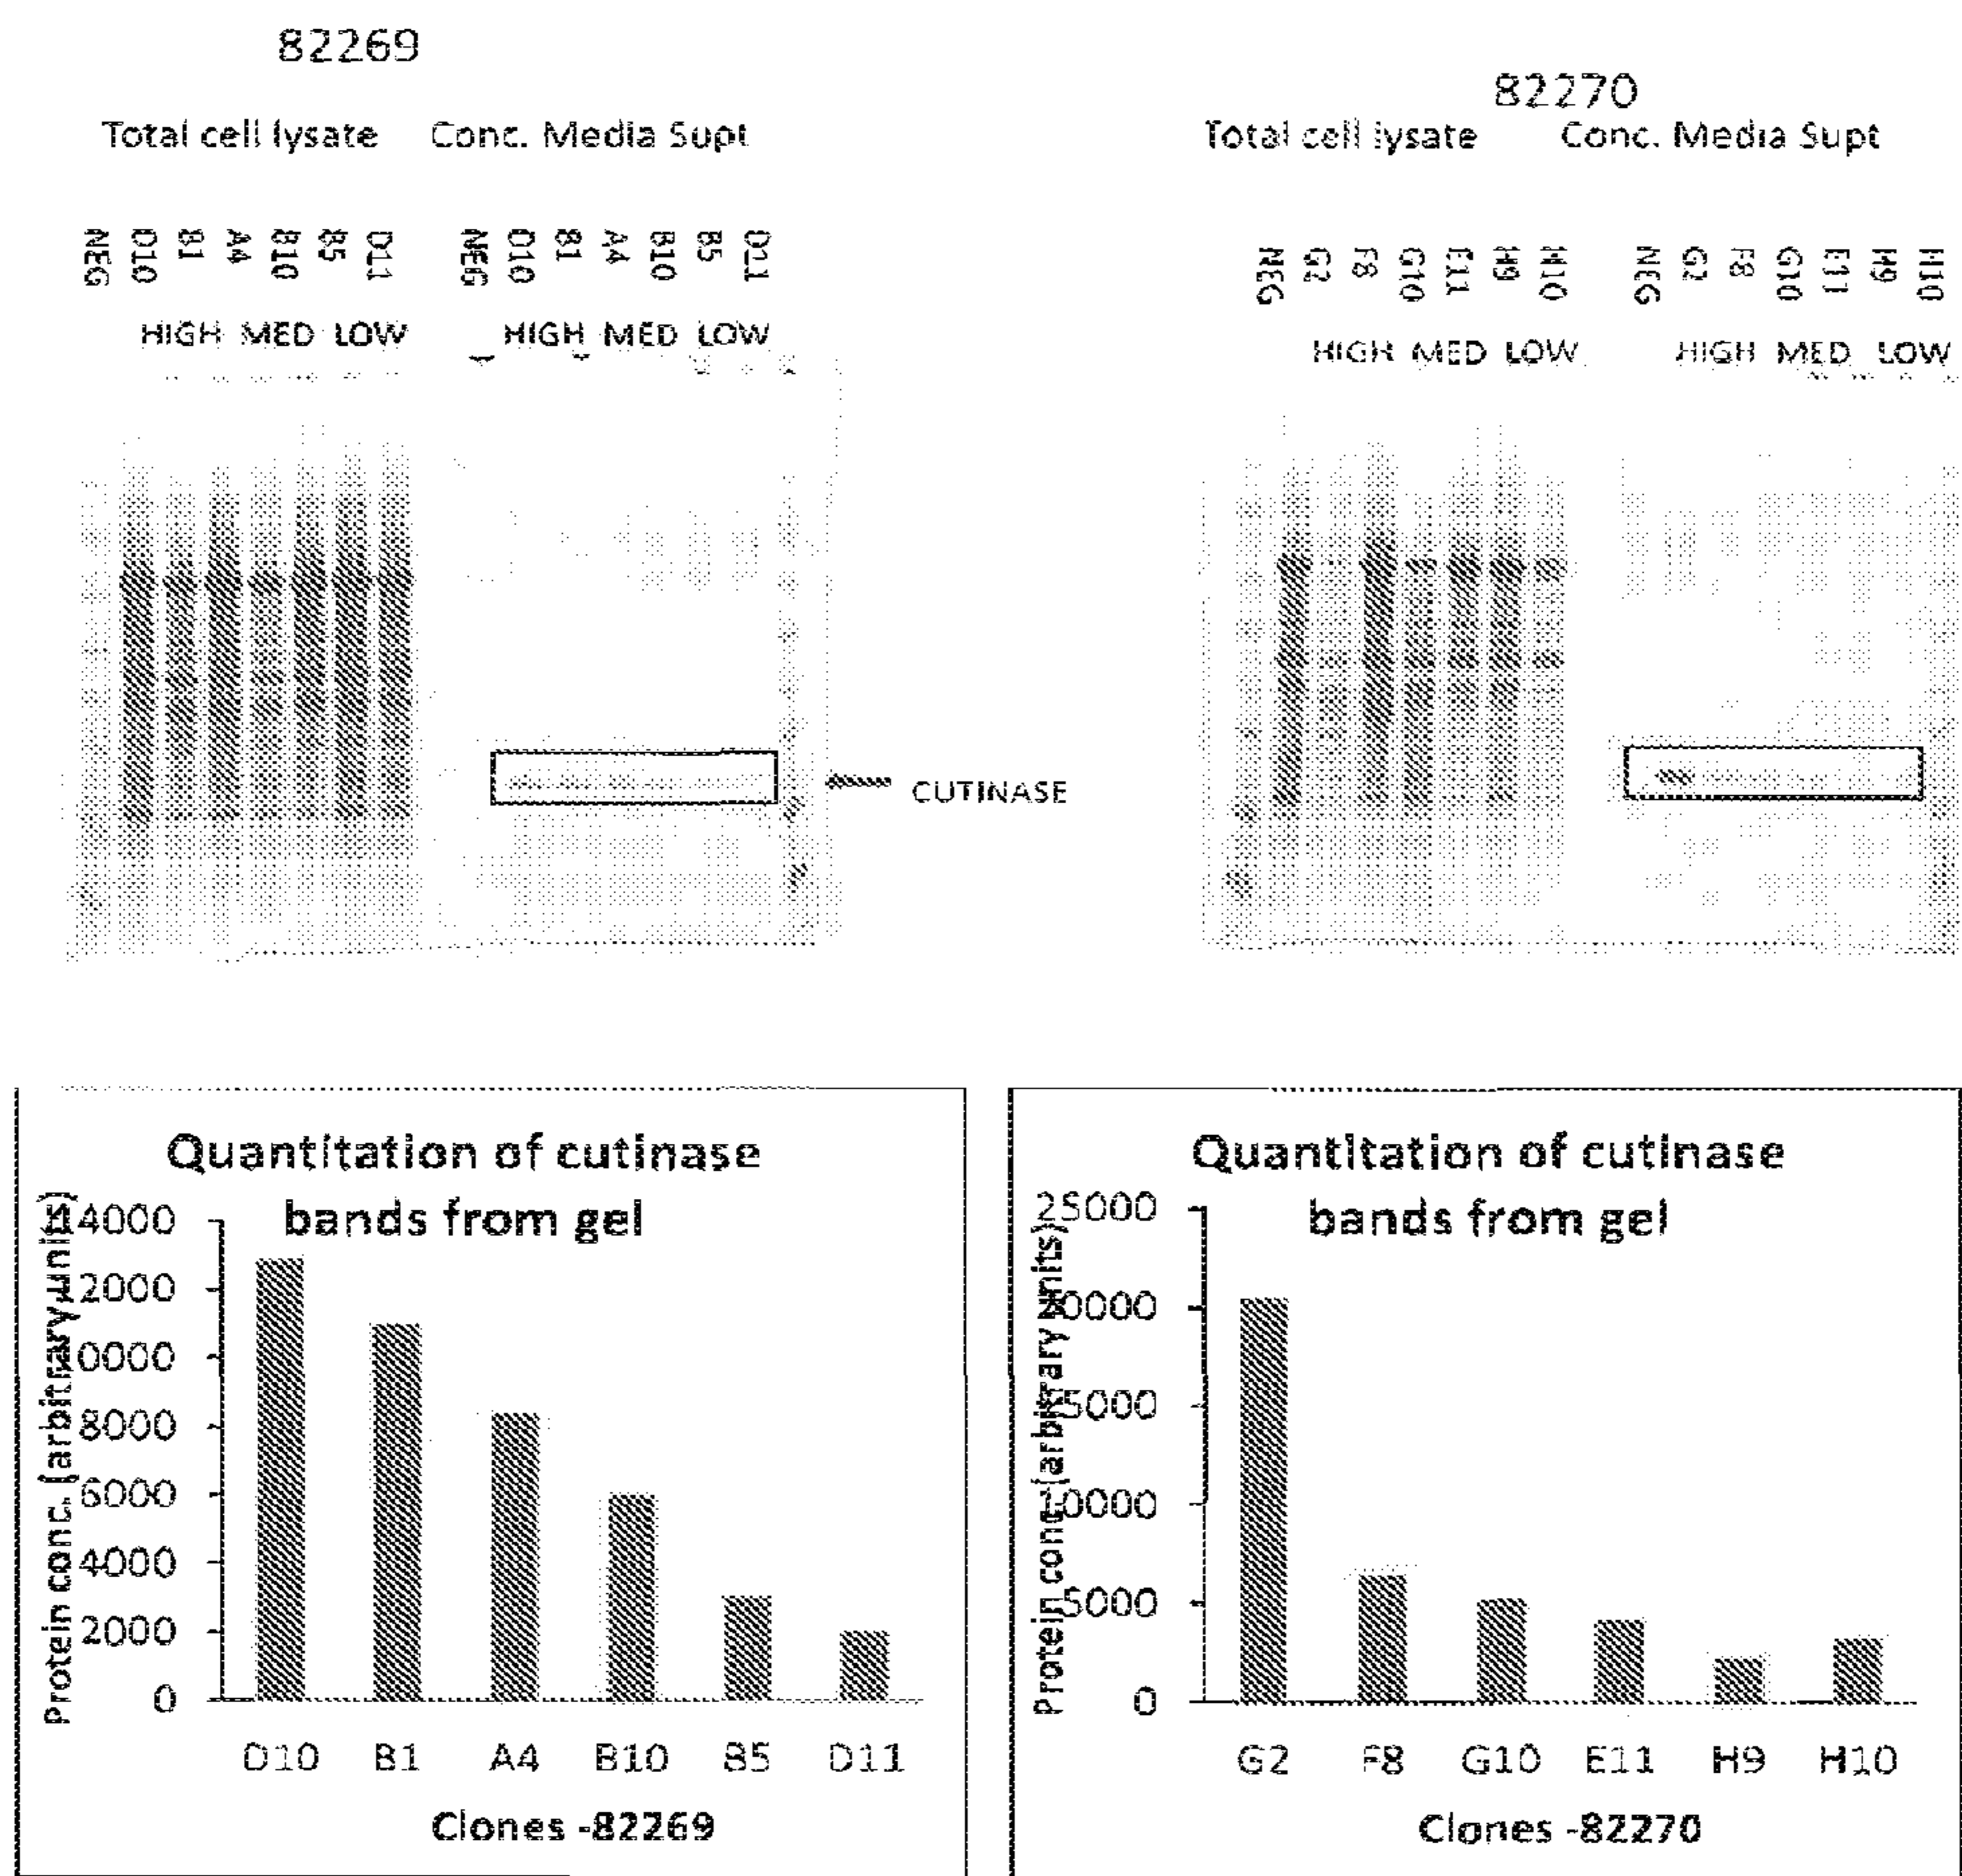 82269
Total cell lysate Conc. Media Supt
NEG D10 B1 A4 B10 B5 D11 NEG D10 B1 A4 B10 B5 D11
HIGH MED LOW HIGH MED LOW
82270
Total cell lysate Conc. Media Supt
NEG G2 F8 G10 E11 H9 H10 NEG G2 F8 G10 E11 H9 H10
HIGH MED LOW HIGH MED LOW
CUTINASE
Quantitation of cutinase
bands from gel
Protein conc. (arbitrary units)
14000
12000
10000
8000
6000
4000
2000
0
D10 B1 A4 B10 B5 D11
Clones -82269
Quantitation of cutinase
bands from gel
Protein conc. (arbitrary units)
25000
20000
15000
10000
5000
0
G2 F8 G10 E11 H9 H10
Clones -82270